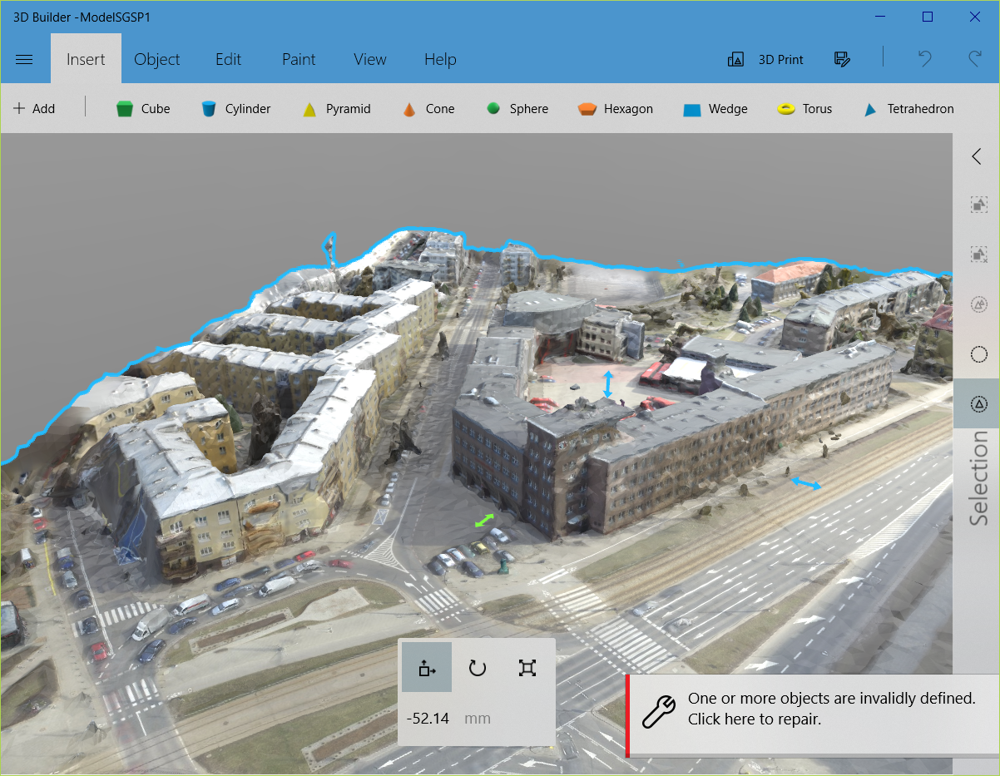 3D Builder -ModelSGSP1
Insert
Object
Edit
Paint
View
Help
3D Print
Add
Cube
Cylinder
Pyramid
Cone
Sphere
Hexagon
Wedge
Torus
Tetrahedron
Selection
-52.14 mm
One or more objects are invalidly defined.
Click here to repair.